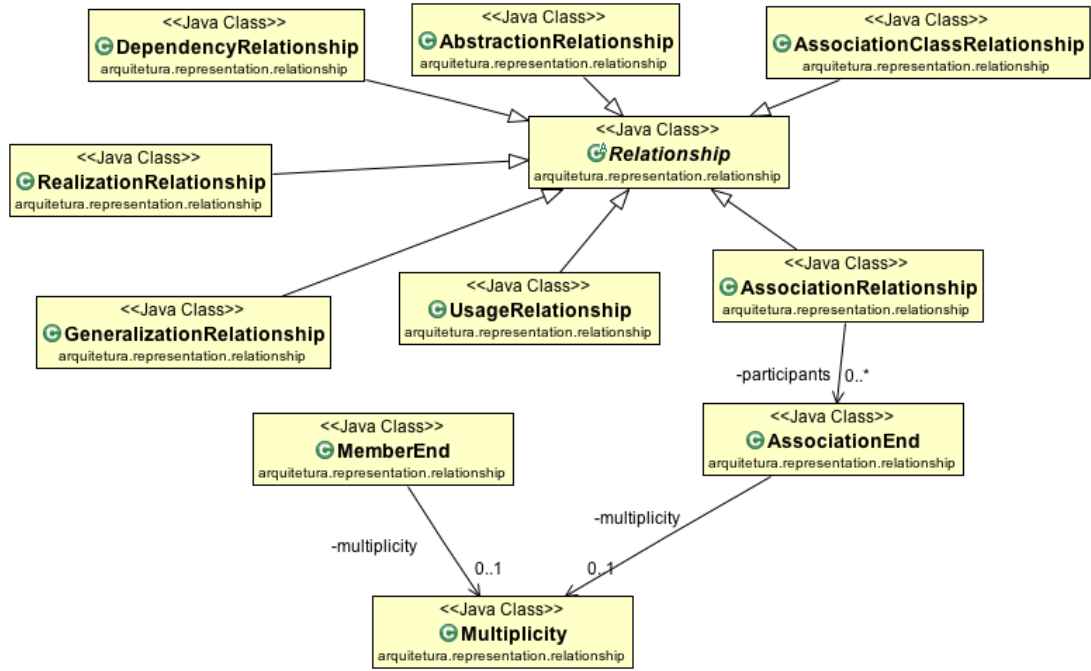 <<Java Class>>
DependencyRelationship
arquitetura.representation.relationship
<<Java Class>>
AbstractionRelationship
arquitetura.representation.relationship
<<Java Class>>
AssociationClassRelationship
arquitetura.representation.relationship
<<Java Class>>
Relationship
arquitetura.representation.relationship
<<Java Class>>
RealizationRelationship
arquitetura.representation.relationship
<<Java Class>>
GeneralizationRelationship
arquitetura.representation.relationship
<<Java Class>>
UsageRelationship
arquitetura.representation.relationship
<<Java Class>>
AssociationRelationship
arquitetura.representation.relationship
-participants 0..*
<<Java Class>>
MemberEnd
arquitetura.representation.relationship
<<Java Class>>
AssociationEnd
arquitetura.representation.relationship
-multiplicity
0..1
-multiplicity
0..1
<<Java Class>>
Multiplicity
arquitetura.representation.relationship